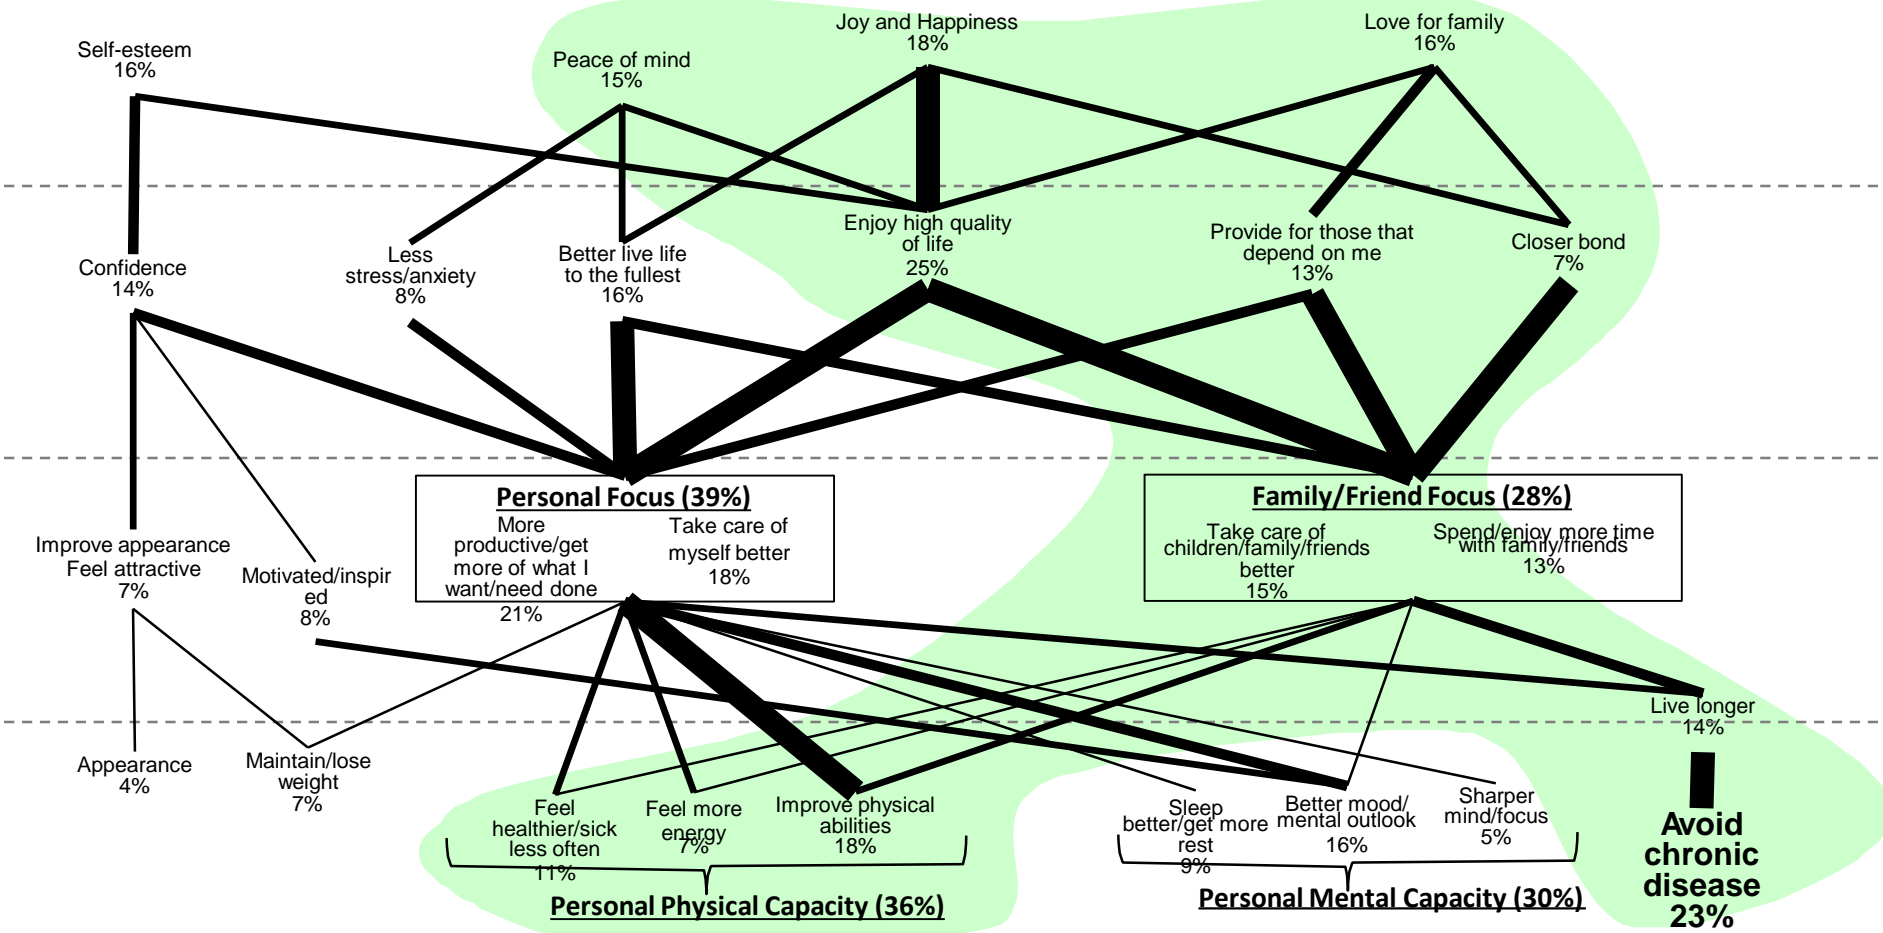 Joy and Happiness
18%
Love for family
16%
Self-esteem
16%
Peace of mind
15%
Confidence
14%
Less
stress/anxiety
8%
Better live life
to the fullest
16%
Enjoy high quality
of life
25%
Provide for those that
depend on me
13%
Closer bond
7%
Improve appearance
Feel attractive
7%
Motivated/inspir
ed
8%
Personal Focus (39%)
More
productive/get
more of what I
want/need done
21%
Take care of
myself better
18%
Family/Friend Focus (28%)
Take care of
children/family/friends
better
15%
Spend/enjoy more time
with family/friends
13%
Live longer
14%
Appearance
4%
Maintain/lose
weight
7%
Feel
healthier/sick
less often
11%
Feel more
energy
7%
Improve physical
abilities
18%
Sleep
better/get more
rest
9%
Better mood/
mental outlook
16%
Sharper
mind/focus
5%
Avoid
chronic
disease
23%
Personal Physical Capacity (36%)
Personal Mental Capacity (30%)